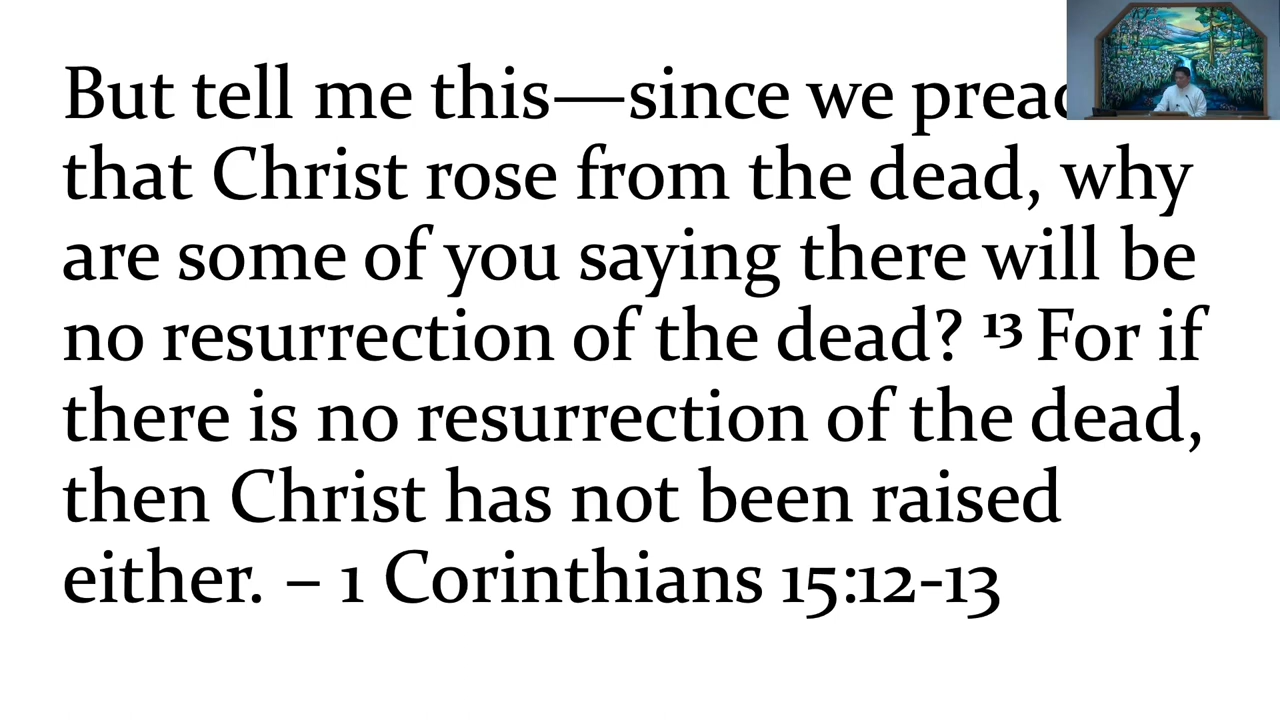 But tell me this—since we preac
that Christ rose from the dead, why
are some of you saying there will be
no resurrection of the dead? ¹³ For if
there is no resurrection of the dead,
then Christ has not been raised
either. – 1 Corinthians 15:12-13